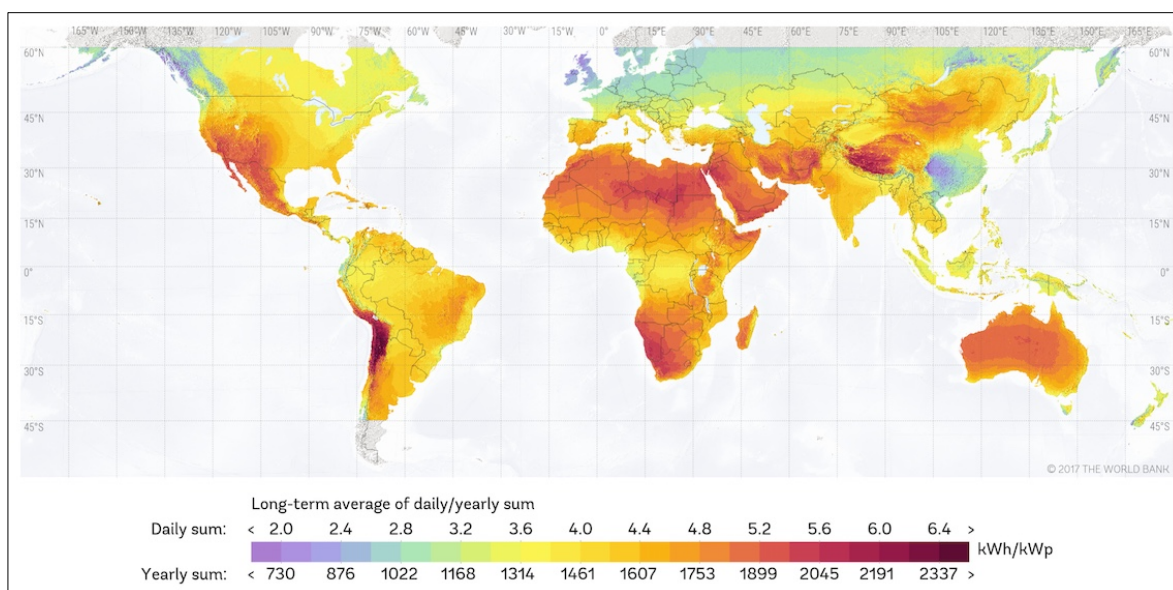 165°W 150°W 135°W 120°W 105°W 90°W 75°W 60°W 45°W 30°W 15°W 0° 15°E 30°E 45°E 60°E 75°E 90°E 105°E 120°E 135°E 150°E 165°E
60°N 60°N
45°N 45°N
30°N 30°N
15°N 15°N
0° 0°
15°S 15°S
30°S 30°S
45°S 45°S
© 2017 THE WORLD BANK
Long-term average of daily/yearly sum
Daily sum: < 2.0 2.4 2.8 3.2 3.6 4.0 4.4 4.8 5.2 5.6 6.0 6.4 >
kWh/kWp
Yearly sum: < 730 876 1022 1168 1314 1461 1607 1753 1899 2045 2191 2337 >